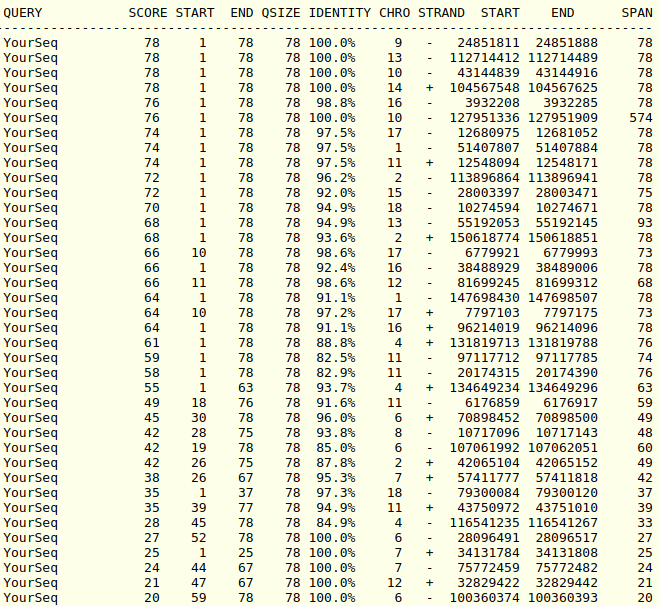 QUERY SCORE START END QSIZE IDENTITY CHRO STRAND START END SPAN
---------------------------------------------------------------------------------------------------
YourSeq 78 1 78 78 100.0% 9 - 24851811 24851888 78
YourSeq 78 1 78 78 100.0% 13 - 112714412 112714489 78
YourSeq 78 1 78 78 100.0% 10 - 43144839 43144916 78
YourSeq 78 1 78 78 100.0% 14 + 104567548 104567625 78
YourSeq 76 1 78 78 98.8% 16 - 3932208 3932285 78
YourSeq 76 1 78 78 100.0% 10 - 127951336 127951909 574
YourSeq 74 1 78 78 97.5% 17 - 12680975 12681052 78
YourSeq 74 1 78 78 97.5% 1 - 51407807 51407884 78
YourSeq 74 1 78 78 97.5% 11 + 12548094 12548171 78
YourSeq 72 1 78 78 96.2% 2 - 113896864 113896941 78
YourSeq 72 1 78 78 92.0% 15 - 28003397 28003471 75
YourSeq 70 1 78 78 94.9% 18 - 10274594 10274671 78
YourSeq 68 1 78 78 94.9% 13 - 55192053 55192145 93
YourSeq 68 1 78 78 93.6% 2 + 150618774 150618851 78
YourSeq 66 10 78 78 98.6% 17 - 6779921 6779993 73
YourSeq 66 1 78 78 92.4% 16 - 38488929 38489006 78
YourSeq 66 11 78 78 98.6% 12 - 81699245 81699312 68
YourSeq 64 1 78 78 91.1% 1 - 147698430 147698507 78
YourSeq 64 10 78 78 97.2% 17 + 7797103 7797175 73
YourSeq 64 1 78 78 91.1% 16 + 96214019 96214096 78
YourSeq 61 1 78 78 88.8% 4 + 131819713 131819788 76
YourSeq 59 1 78 78 82.5% 11 - 97117712 97117785 74
YourSeq 58 1 78 78 82.9% 11 - 20174315 20174390 76
YourSeq 55 1 63 78 93.7% 4 + 134649234 134649296 63
YourSeq 49 18 76 78 91.6% 11 - 6176859 6176917 59
YourSeq 45 30 78 78 96.0% 6 + 70898452 70898500 49
YourSeq 42 28 75 78 93.8% 8 - 10717096 10717143 48
YourSeq 42 19 78 78 85.0% 6 - 107061992 107062051 60
YourSeq 42 26 75 78 87.8% 2 + 42065104 42065152 49
YourSeq 38 26 67 78 95.3% 7 + 57411777 57411818 42
YourSeq 35 1 37 78 97.3% 18 - 79300084 79300120 37
YourSeq 35 39 77 78 94.9% 11 + 43750972 43751010 39
YourSeq 28 45 78 78 84.9% 4 - 116541235 116541267 33
YourSeq 27 52 78 78 100.0% 6 - 28096491 28096517 27
YourSeq 25 1 25 78 100.0% 7 + 34131784 34131808 25
YourSeq 24 44 67 78 100.0% 7 - 75772459 75772482 24
YourSeq 21 47 67 78 100.0% 12 + 32829422 32829442 21
YourSeq 20 59 78 78 100.0% 6 - 100360374 100360393 20